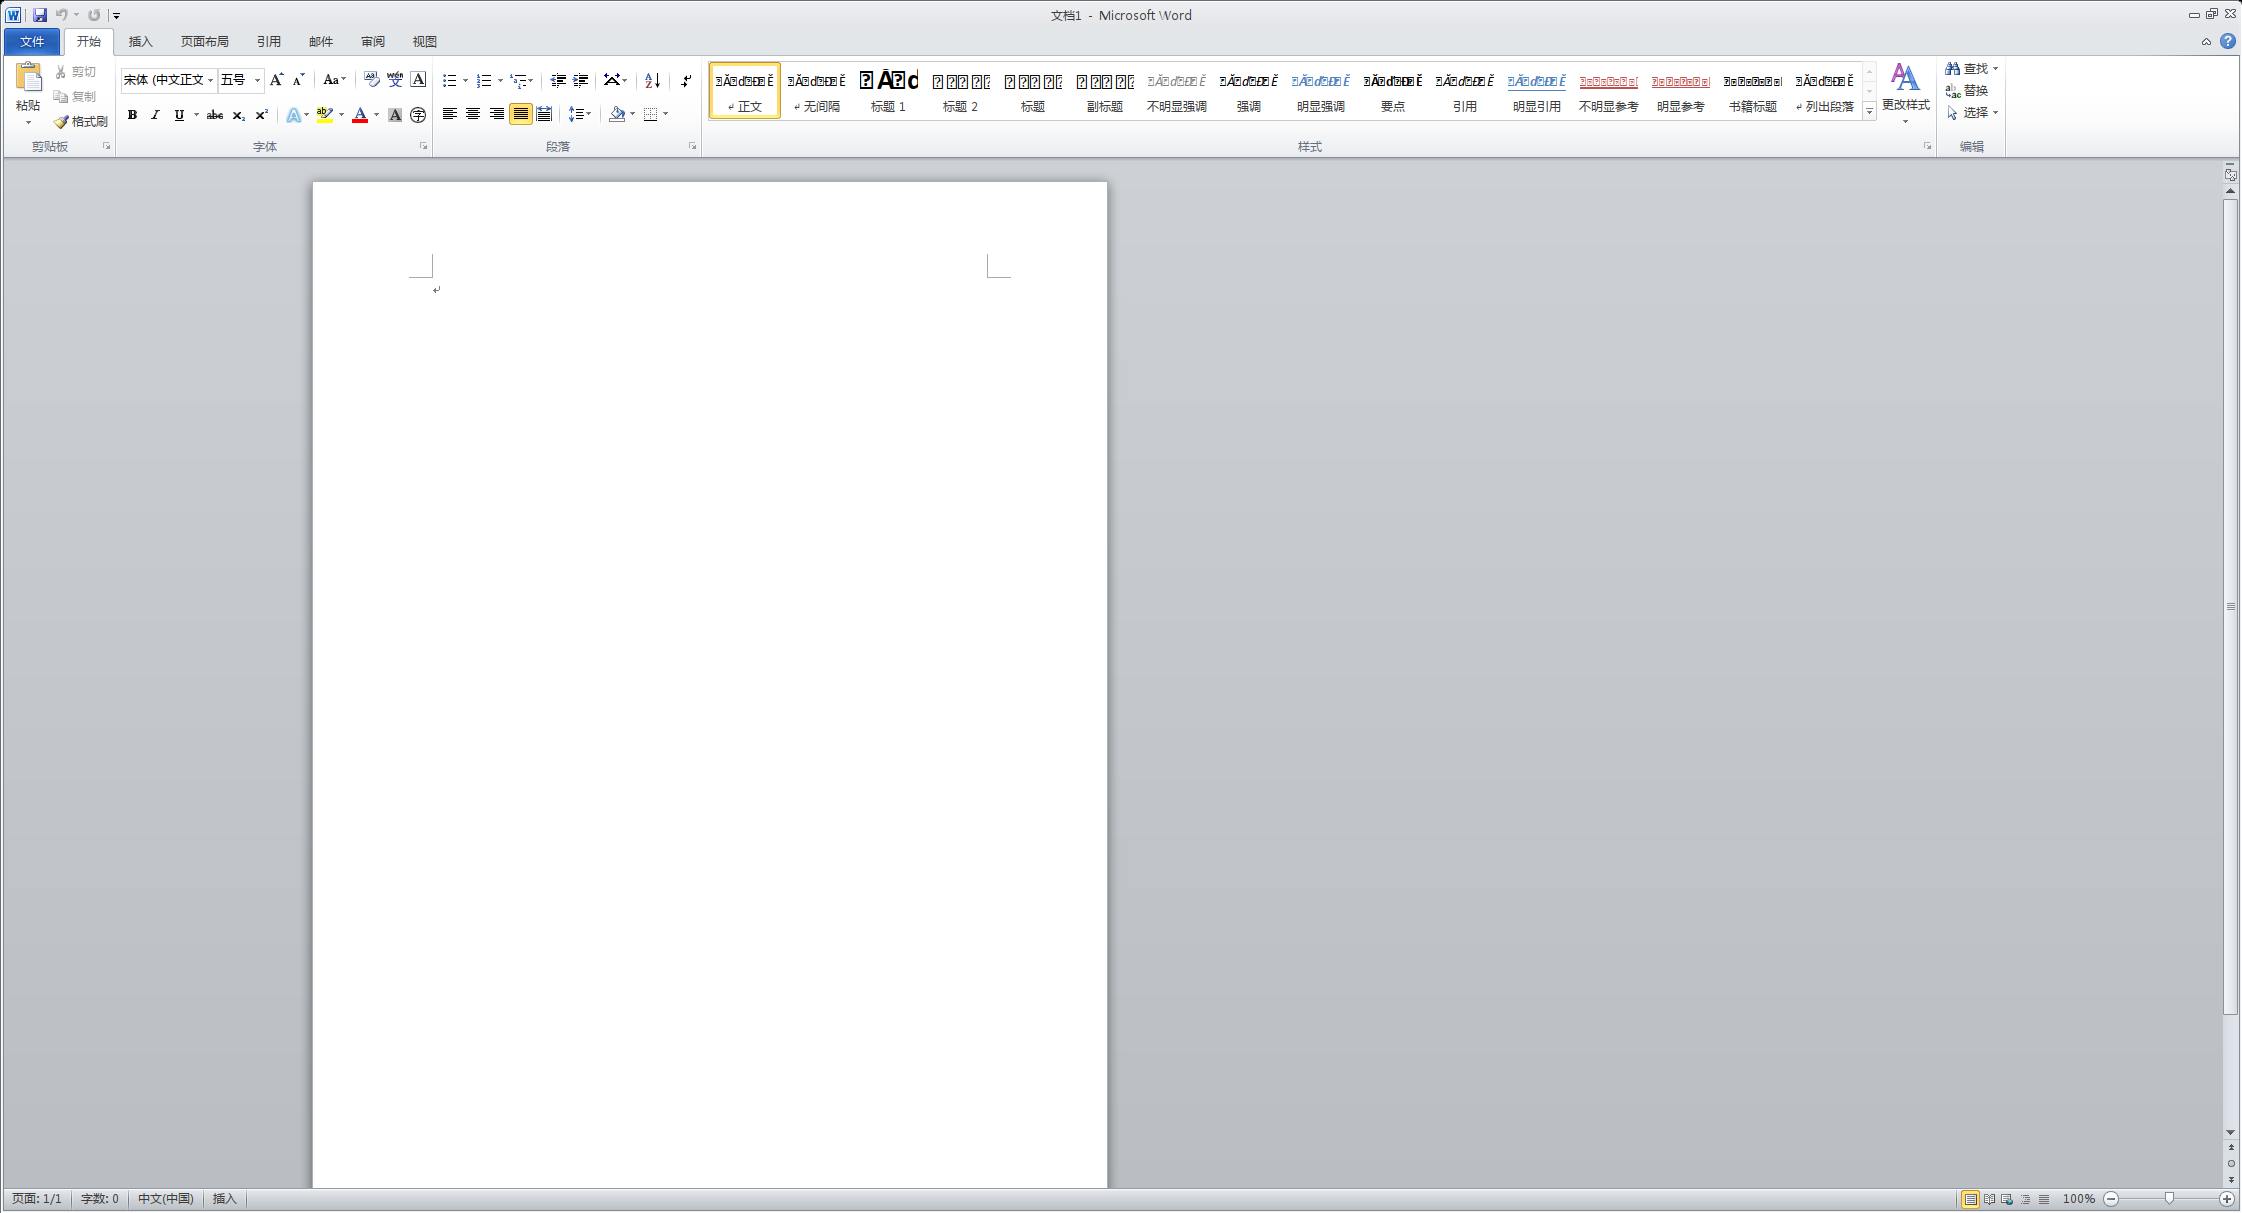 文档1 - Microsoft Word
文件 开始 插入 页面布局 引用 邮件 审阅 视图
粘贴 剪切
复制
格式刷
剪贴板
宋体 (中文正文 五号
字体
段落
正文 无间隔 标题 1 标题 2 标题 副标题 不明显强调 强调 明显强调 要点 引用 明显引用 不明显参考 明显参考 书籍标题 列出段落
更改样式
样式
查找
替换
选择
编辑
页面: 1/1 字数: 0 中文(中国) 插入 100%